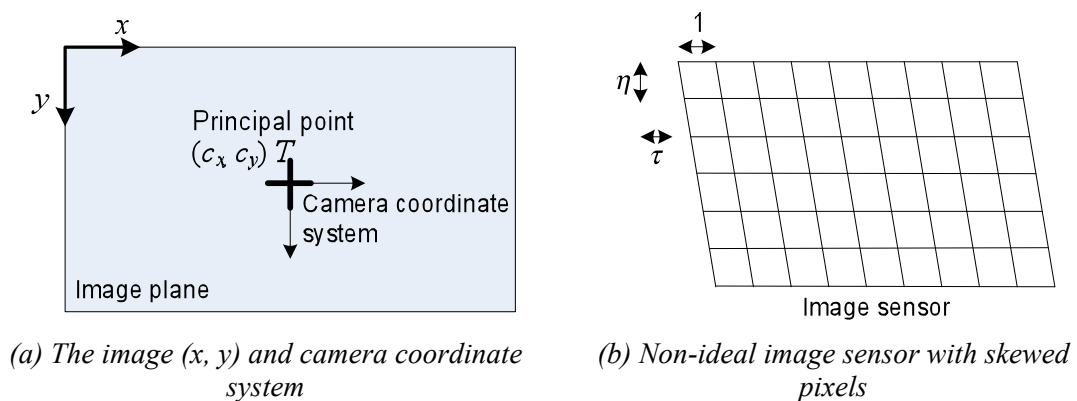 x
y
Principal point
(cₓ, c_y) T
Camera coordinate
system
Image plane
(a) The image (x, y) and camera coordinate
system
1
η
τ
Image sensor
(b) Non-ideal image sensor with skewed
pixels